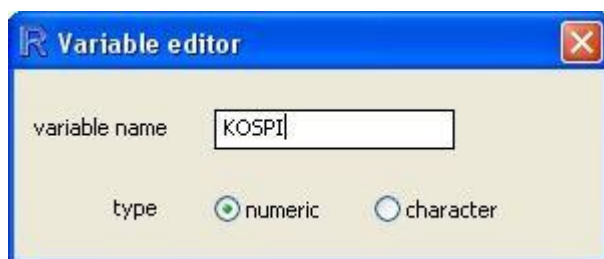 R Variable editor
variable name KOSPI
type numeric character